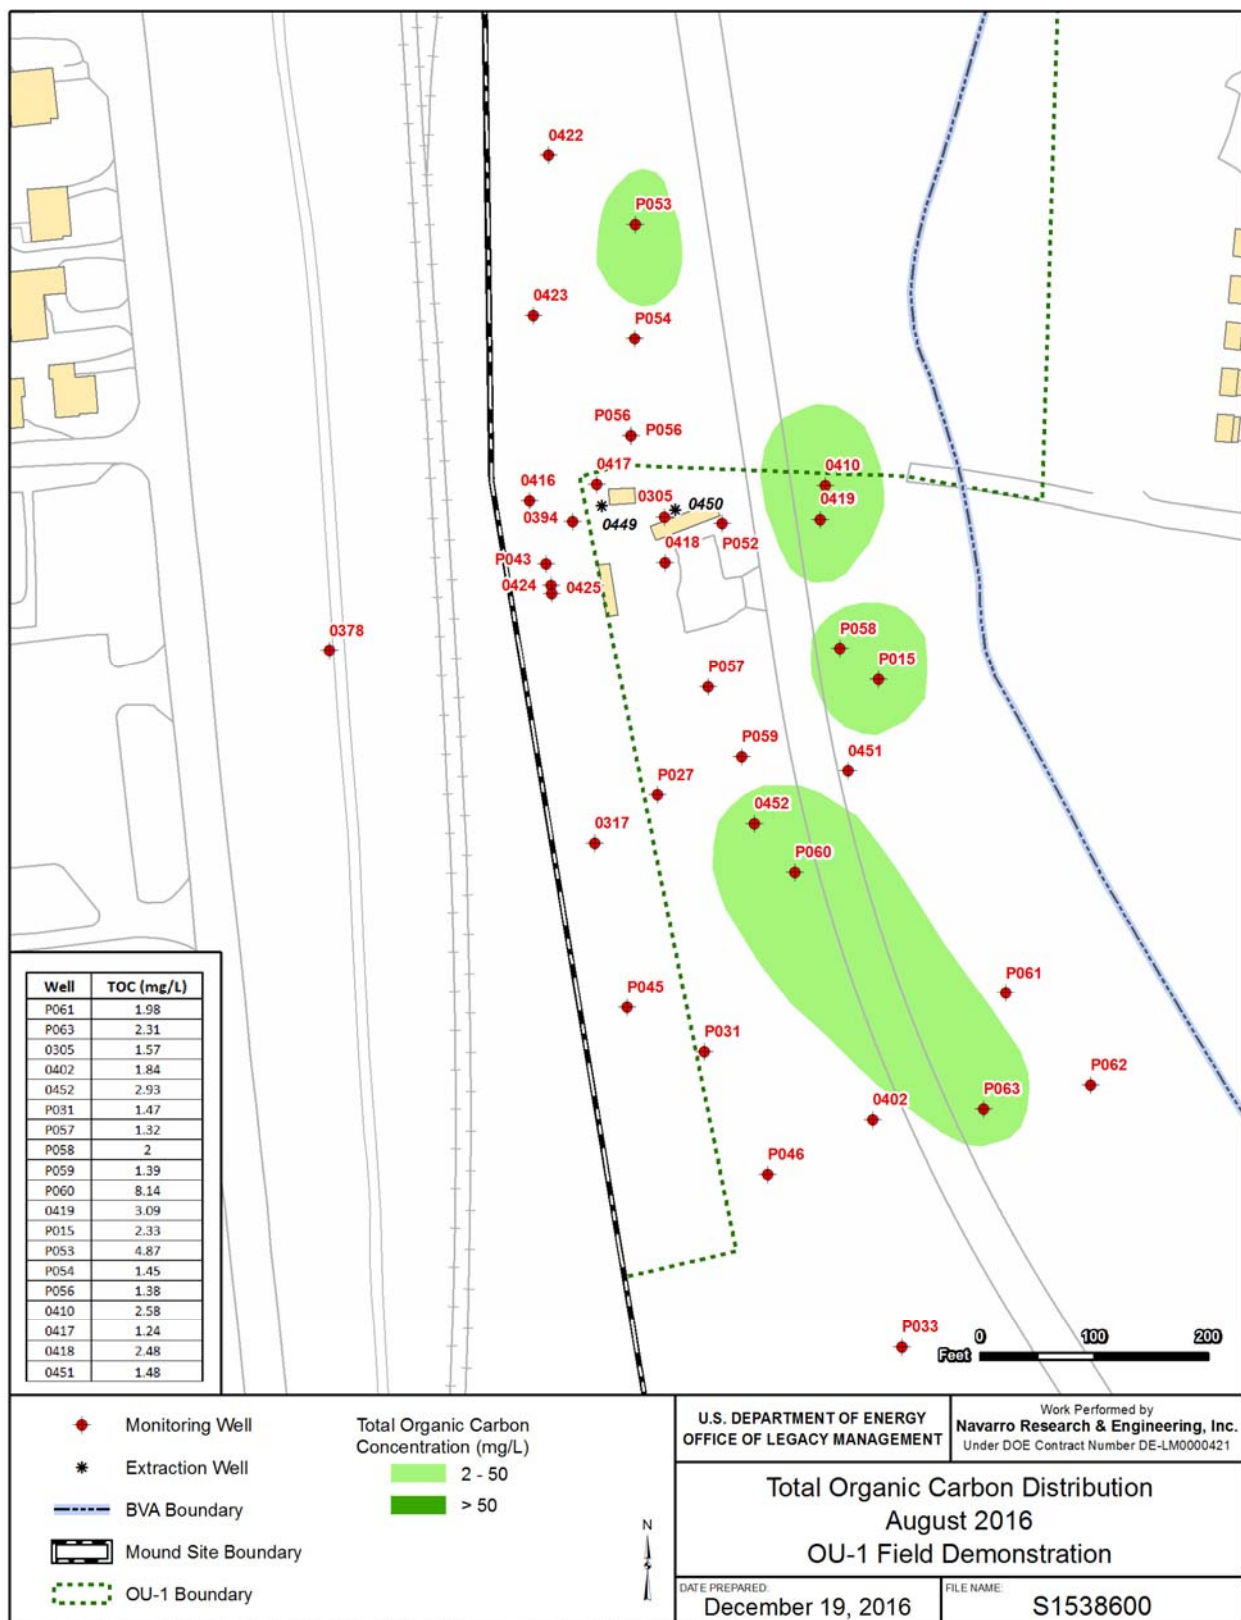 0422
P053
0423
P054
P056
P056
0417
0410
0416
0305
0450
0419
0394
0449
P052
0418
P043
0424
0425
0378
P058
P015
P057
P059
0451
P027
0452
0317
P060
P061
P045
P031
P062
P063
0402
P046
P033
0 100 200
Feet
Well TOC (mg/L)
P061 1.98
P063 2.31
0305 1.57
0402 1.84
0452 2.93
P031 1.47
P057 1.32
P058 2
P059 1.39
P060 8.14
0419 3.09
P015 2.33
P053 4.87
P054 1.45
P056 1.38
0410 2.58
0417 1.24
0418 2.48
0451 1.48
Monitoring Well
Extraction Well
BVA Boundary
Mound Site Boundary
OU-1 Boundary
Total Organic Carbon
Concentration (mg/L)
2 - 50
> 50
N
U.S. DEPARTMENT OF ENERGY
OFFICE OF LEGACY MANAGEMENT
Work Performed by
Navarro Research & Engineering, Inc.
Under DOE Contract Number DE-LM0000421
Total Organic Carbon Distribution
August 2016
OU-1 Field Demonstration
DATE PREPARED:
December 19, 2016
FILE NAME:
S1538600